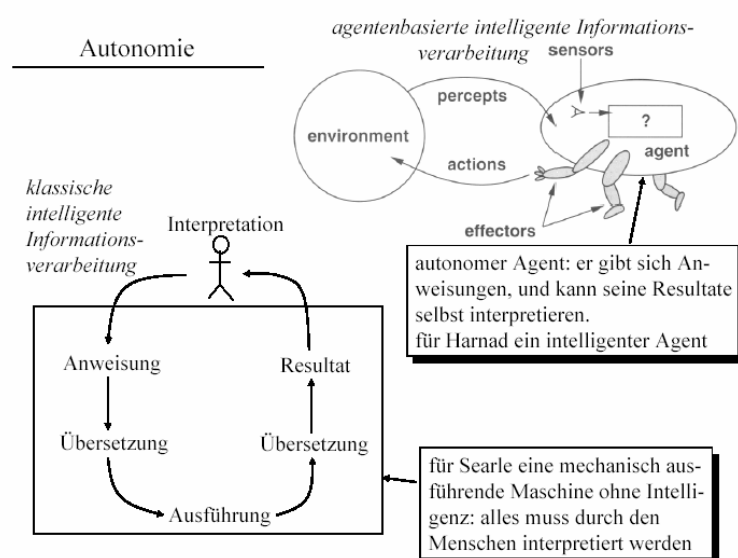 Autonomie
agentenbasierte intelligente Informations-
verarbeitung
sensors
percepts
environment
?
agent
actions
effectors
klassische
intelligente
Informations-
verarbeitung
Interpretation
autonomer Agent: er gibt sich An-
weisungen, und kann seine Resultate
selbst interpretieren.
für Harnad ein intelligenter Agent
Anweisung
Resultat
Übersetzung
Übersetzung
Ausführung
für Searle eine mechanisch aus-
führende Maschine ohne Intelli-
genz: alles muss durch den
Menschen interpretiert werden